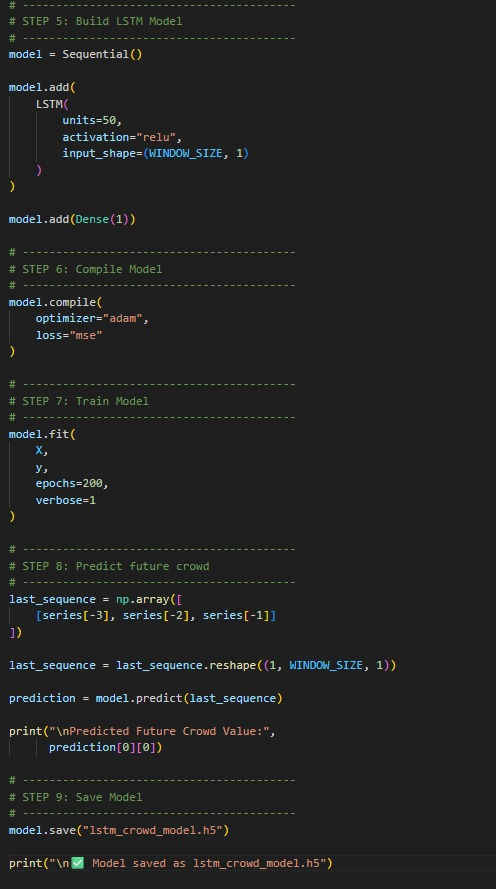 # -----------------------------------------
# STEP 5: Build LSTM Model
# -----------------------------------------
model = Sequential()
model.add(
LSTM(
units=50,
activation="relu",
input_shape=(WINDOW_SIZE, 1)
)
)
model.add(Dense(1))
# -----------------------------------------
# STEP 6: Compile Model
# -----------------------------------------
model.compile(
optimizer="adam",
loss="mse"
)
# -----------------------------------------
# STEP 7: Train Model
# -----------------------------------------
model.fit(
X,
y,
epochs=200,
verbose=1
)
# -----------------------------------------
# STEP 8: Predict future crowd
# -----------------------------------------
last_sequence = np.array([
[series[-3], series[-2], series[-1]]
])
last_sequence = last_sequence.reshape((1, WINDOW_SIZE, 1))
prediction = model.predict(last_sequence)
print("\nPredicted Future Crowd Value:",
prediction[0][0])
# -----------------------------------------
# STEP 9: Save Model
# -----------------------------------------
model.save("lstm_crowd_model.h5")
print("\n✅ Model saved as lstm_crowd_model.h5")